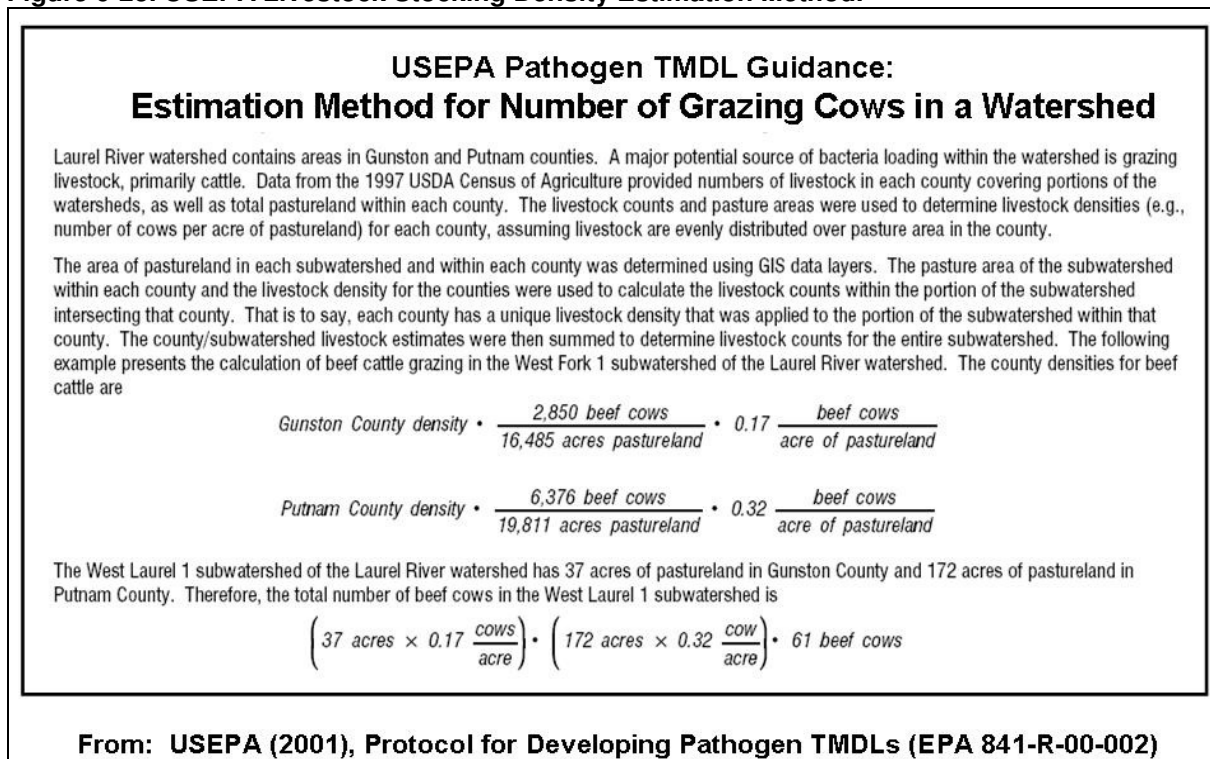 Figure 3-23. USEPA Livestock Stocking Density Estimation Method.
USEPA Pathogen TMDL Guidance:
Estimation Method for Number of Grazing Cows in a Watershed
Laurel River watershed contains areas in Gunston and Putnam counties. A major potential source of bacteria loading within the watershed is grazing
livestock, primarily cattle. Data from the 1997 USDA Census of Agriculture provided numbers of livestock in each county covering portions of the
watersheds, as well as total pastureland within each county. The livestock counts and pasture areas were used to determine livestock densities (e.g.,
number of cows per acre of pastureland) for each county, assuming livestock are evenly distributed over pasture area in the county.
The area of pastureland in each subwatershed and within each county was determined using GIS data layers. The pasture area of the subwatershed
within each county and the livestock density for the counties were used to calculate the livestock counts within the portion of the subwatershed
intersecting that county. That is to say, each county has a unique livestock density that was applied to the portion of the subwatershed within that
county. The county/subwatershed livestock estimates were then summed to determine livestock counts for the entire subwatershed. The following
example presents the calculation of beef cattle grazing in the West Fork 1 subwatershed of the Laurel River watershed. The county densities for beef
cattle are
Gunston County density • 2,850 beef cows / 16,485 acres pastureland • 0.17 beef cows / acre of pastureland
Putnam County density • 6,376 beef cows / 19,811 acres pastureland • 0.32 beef cows / acre of pastureland
The West Laurel 1 subwatershed of the Laurel River watershed has 37 acres of pastureland in Gunston County and 172 acres of pastureland in
Putnam County. Therefore, the total number of beef cows in the West Laurel 1 subwatershed is
(37 acres × 0.17 cows / acre) • (172 acres × 0.32 cow / acre) • 61 beef cows
From: USEPA (2001), Protocol for Developing Pathogen TMDLs (EPA 841-R-00-002)